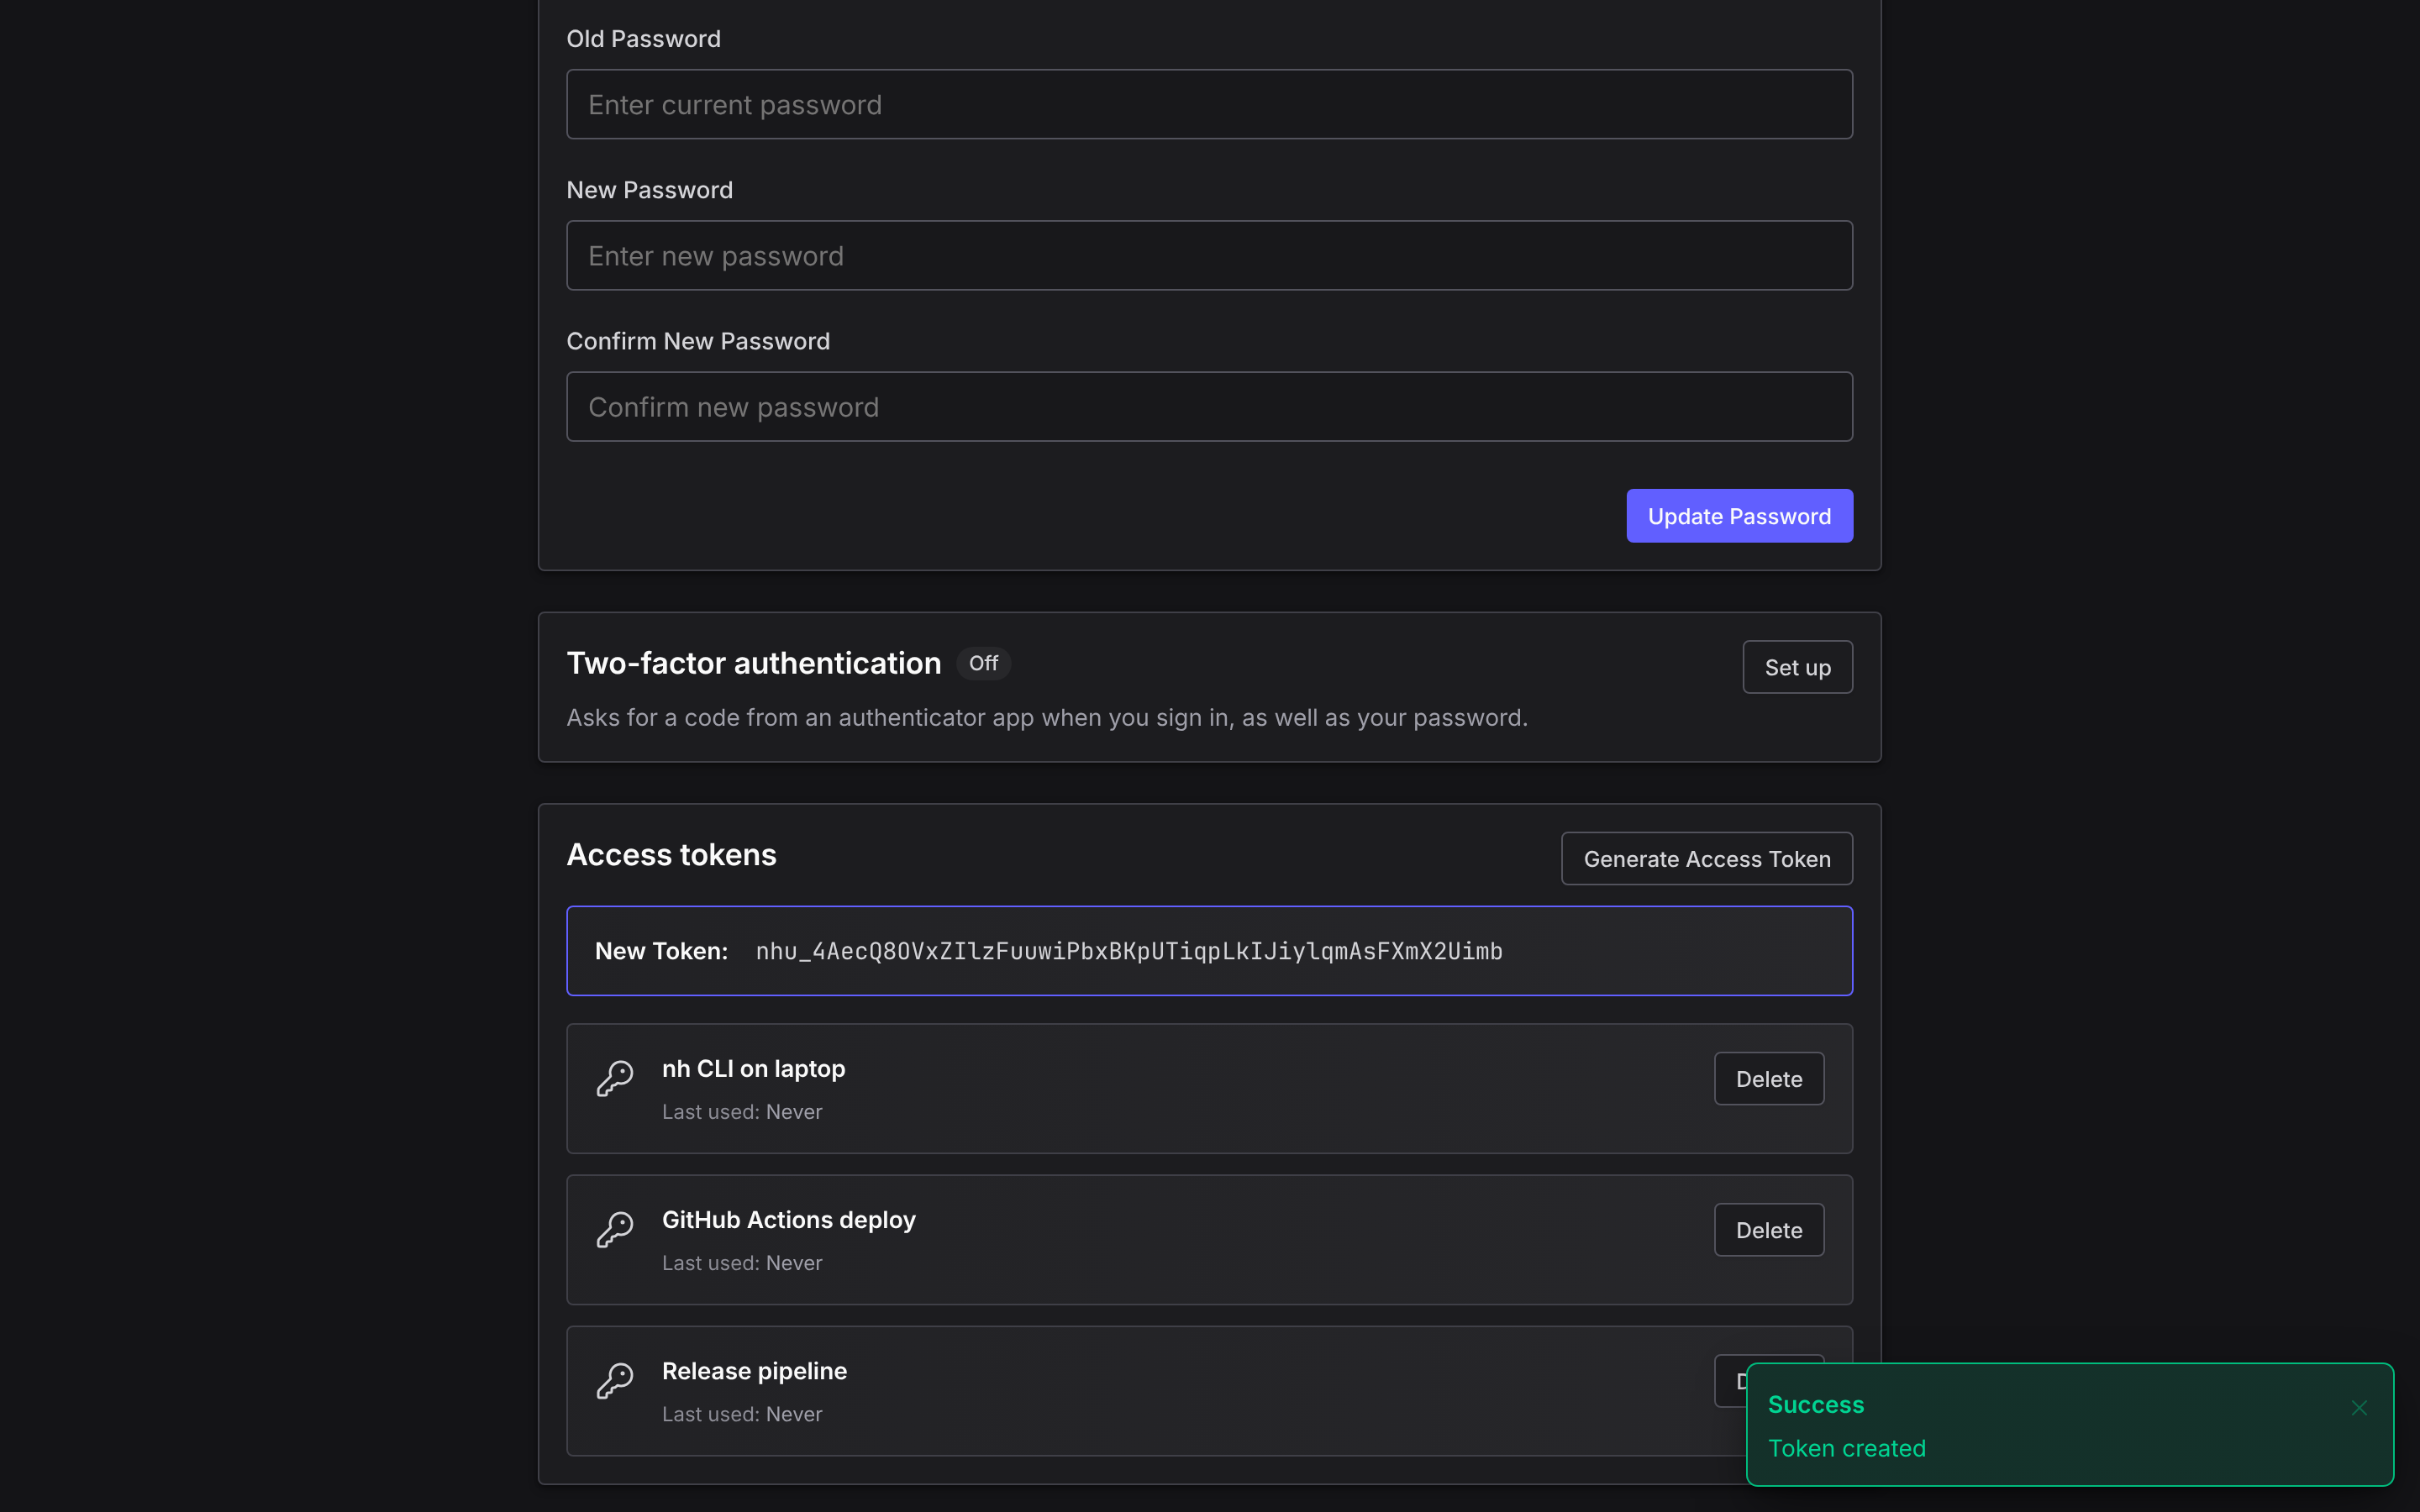 Old Password
Enter current password
New Password
Enter new password
Confirm New Password
Confirm new password
Update Password
Two-factor authentication Off
Set up
Asks for a code from an authenticator app when you sign in, as well as your password.
Access tokens
Generate Access Token
New Token: nhu_4AecQ8OVxZIlzFuuwiPbxBKpUTiqpLkIJiylqmAsFXmX2Uimb
nh CLI on laptop
Last used: Never
Delete
GitHub Actions deploy
Last used: Never
Delete
Release pipeline
Last used: Never
Success
Token created